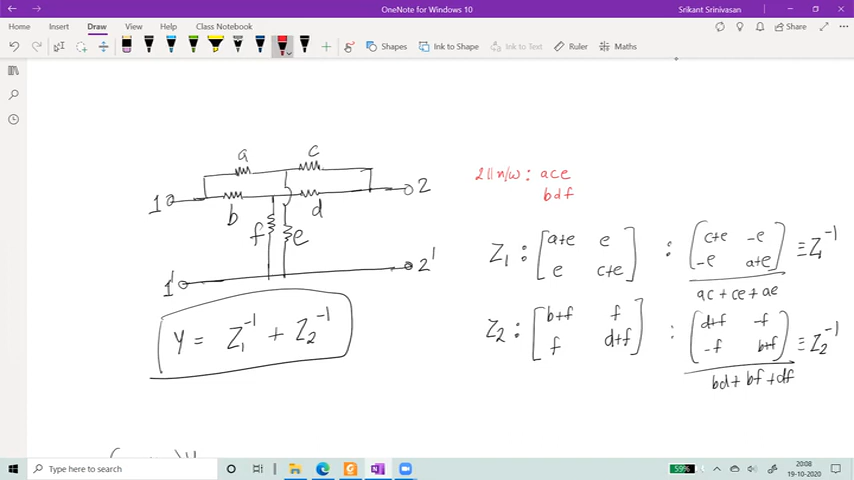 OneNote for Windows 10
Srikant Srinivasan
Home Insert Draw View Help Class Notebook Share
Shapes Ink to Shape Ink to Text Ruler Maths
a c
1 b d 2
f e
1' 2'
Y = Z₁⁻¹ + Z₂⁻¹
2 || n/w : ace
bdf
Z₁ : [a+e e : (c+e -e ≡ Z₁⁻¹
e c+e] -e a+e)
ac + ce + ae
Z₂ : [b+f f : (d+f -f ≡ Z₂⁻¹
f d+f] -f b+f)
bd + bf + df
Type here to search
59%
20:08
19-10-2020